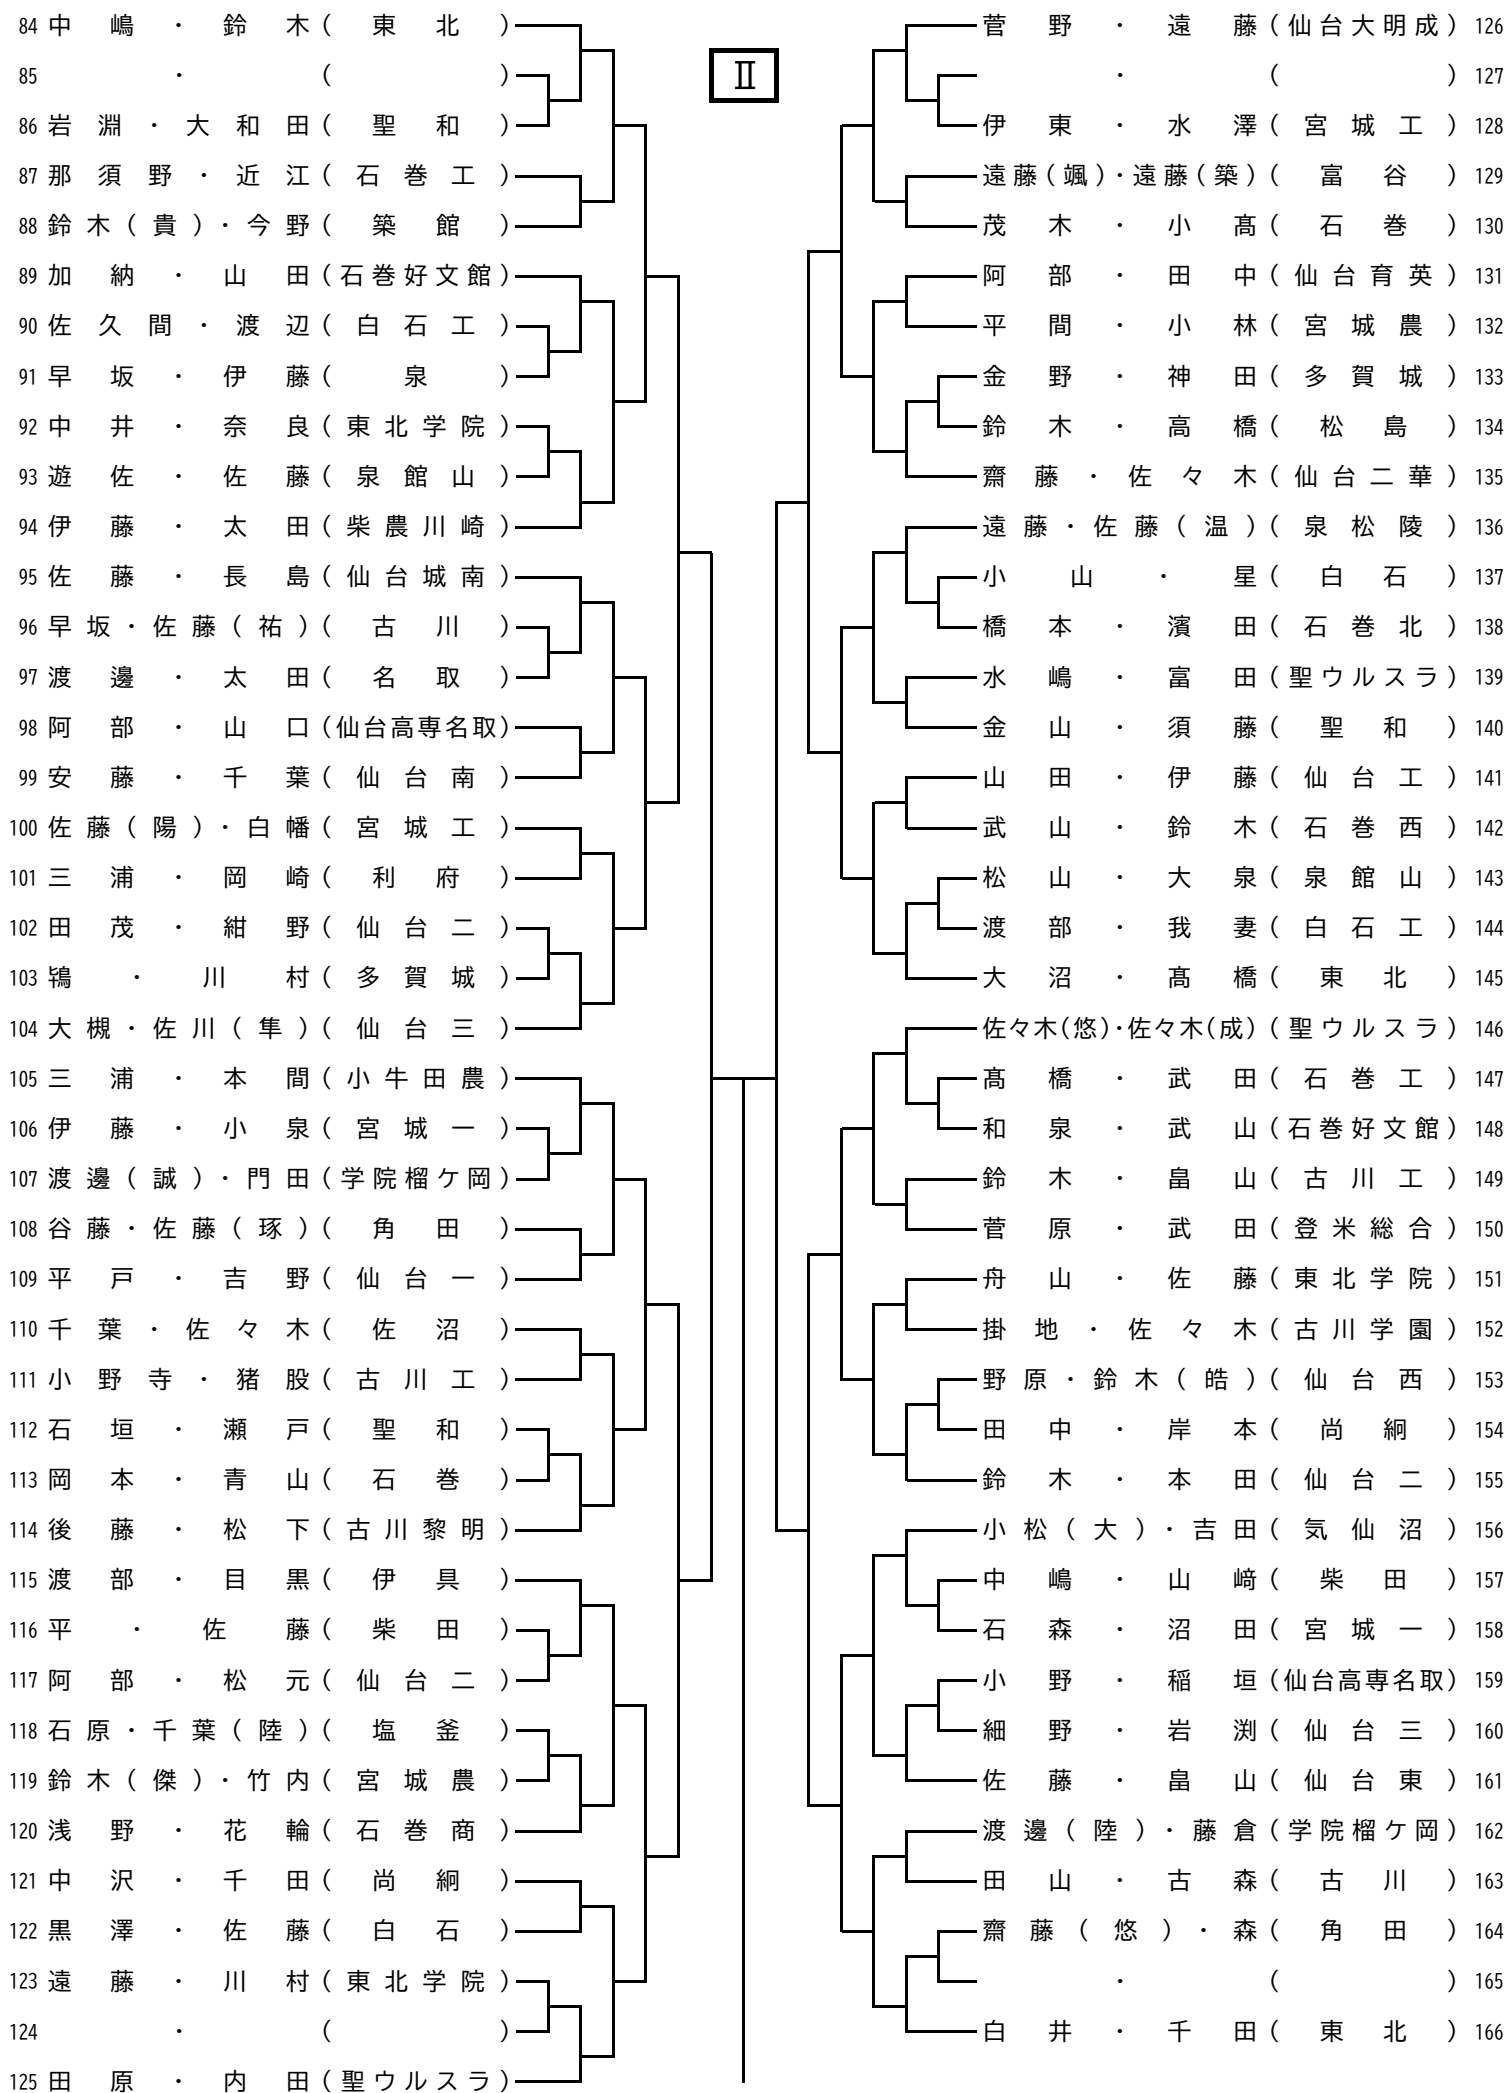 Ⅱ
84 中嶋・鈴木(東北)
85 ・( )
86 岩淵・大和田(聖和)
87 那須野・近江(石巻工)
88 鈴木(貴)・今野(築館)
89 加納・山田(石巻好文館)
90 佐久間・渡辺(白石工)
91 早坂・伊藤(泉)
92 中井・奈良(東北学院)
93 遊佐・佐藤(泉館山)
94 伊藤・太田(柴農川崎)
95 佐藤・長島(仙台城南)
96 早坂・佐藤(祐)(古川)
97 渡邊・太田(名取)
98 阿部・山口(仙台高専名取)
99 安藤・千葉(仙台南)
100 佐藤(陽)・白幡(宮城工)
101 三浦・岡崎(利府)
102 田茂・紺野(仙台二)
103 鴇・川村(多賀城)
104 大槻・佐川(隼)(仙台三)
105 三浦・本間(小牛田農)
106 伊藤・小泉(宮城一)
107 渡邊(誠)・門田(学院榴ケ岡)
108 谷藤・佐藤(琢)(角田)
109 平戸・吉野(仙台一)
110 千葉・佐々木(佐沼)
111 小野寺・猪股(古川工)
112 石垣・瀬戸(聖和)
113 岡本・青山(石巻)
114 後藤・松下(古川黎明)
115 渡部・目黒(伊具)
116 平・佐藤(柴田)
117 阿部・松元(仙台二)
118 石原・千葉(陸)(塩釜)
119 鈴木(傑)・竹内(宮城農)
120 浅野・花輪(石巻商)
121 中沢・千田(尚絅)
122 黒澤・佐藤(白石)
123 遠藤・川村(東北学院)
124 ・( )
125 田原・内田(聖ウルスラ)
菅野・遠藤(仙台大明成) 126
・( ) 127
伊東・水澤(宮城工) 128
遠藤(颯)・遠藤(築)(富谷) 129
茂木・小髙(石巻) 130
阿部・田中(仙台育英) 131
平間・小林(宮城農) 132
金野・神田(多賀城) 133
鈴木・高橋(松島) 134
齋藤・佐々木(仙台二華) 135
遠藤・佐藤(温)(泉松陵) 136
小山・星(白石) 137
橋本・濱田(石巻北) 138
水嶋・富田(聖ウルスラ) 139
金山・須藤(聖和) 140
山田・伊藤(仙台工) 141
武山・鈴木(石巻西) 142
松山・大泉(泉館山) 143
渡部・我妻(白石工) 144
大沼・髙橋(東北) 145
佐々木(悠)・佐々木(成)(聖ウルスラ) 146
髙橋・武田(石巻工) 147
和泉・武山(石巻好文館) 148
鈴木・畠山(古川工) 149
菅原・武田(登米総合) 150
舟山・佐藤(東北学院) 151
掛地・佐々木(古川学園) 152
野原・鈴木(皓)(仙台西) 153
田中・岸本(尚絅) 154
鈴木・本田(仙台二) 155
小松(大)・吉田(気仙沼) 156
中嶋・山﨑(柴田) 157
石森・沼田(宮城一) 158
小野・稲垣(仙台高専名取) 159
細野・岩渕(仙台三) 160
佐藤・畠山(仙台東) 161
渡邊(陸)・藤倉(学院榴ケ岡) 162
田山・古森(古川) 163
齋藤(悠)・森(角田) 164
・( ) 165
白井・千田(東北) 166